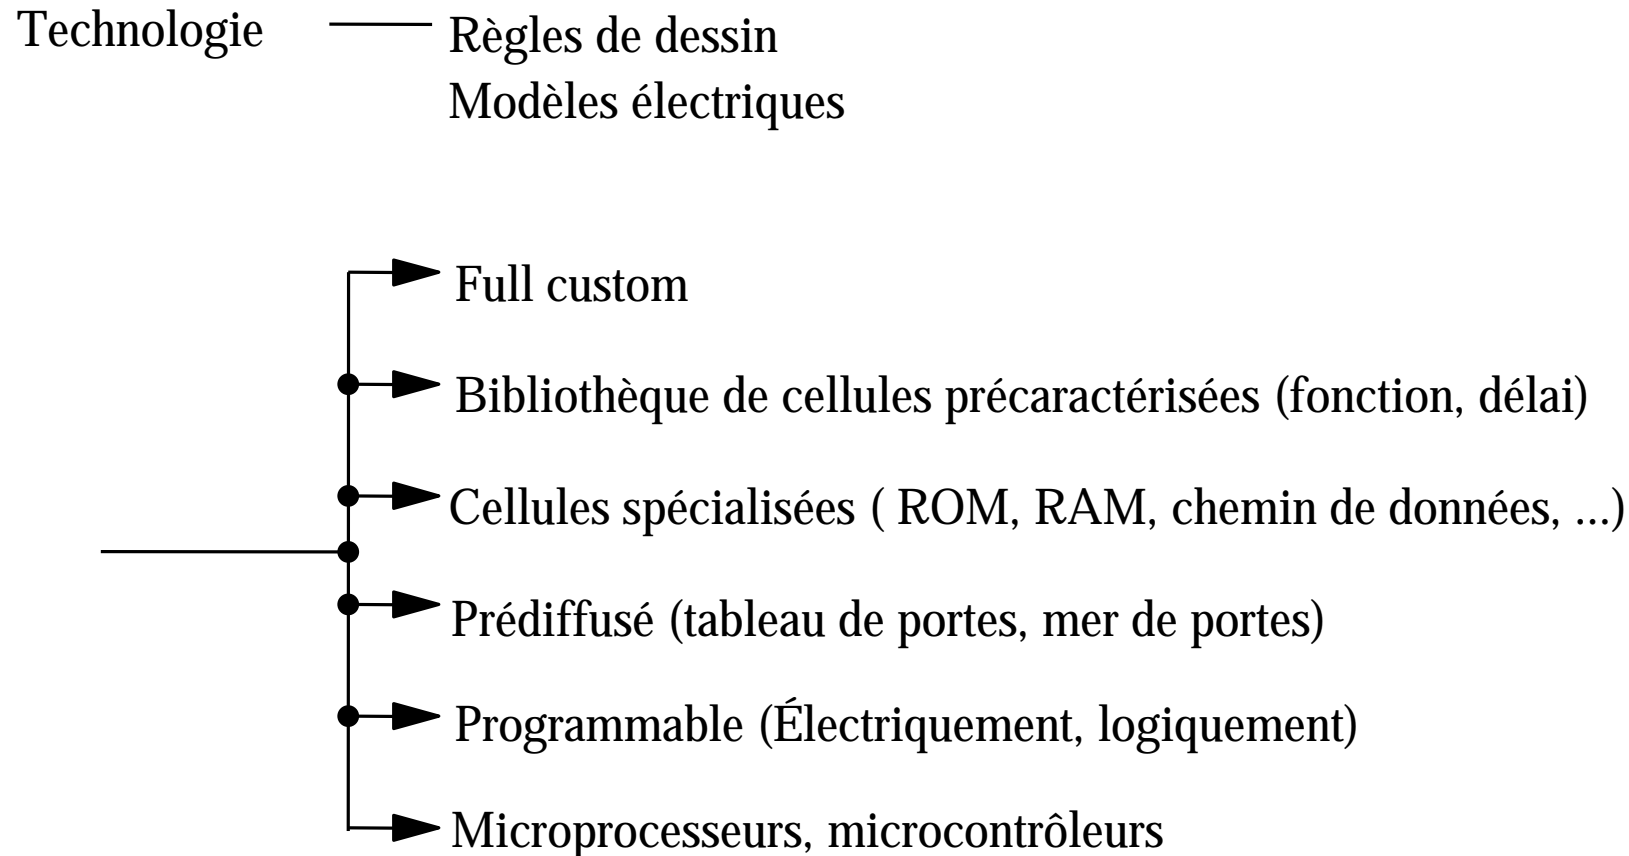 Technologie Règles de dessin
Modèles électriques
Full custom
Bibliothèque de cellules précaractérisées (fonction, délai)
Cellules spécialisées ( ROM, RAM, chemin de données, ...)
Prédiffusé (tableau de portes, mer de portes)
Programmable (Électriquement, logiquement)
Microprocesseurs, microcontrôleurs